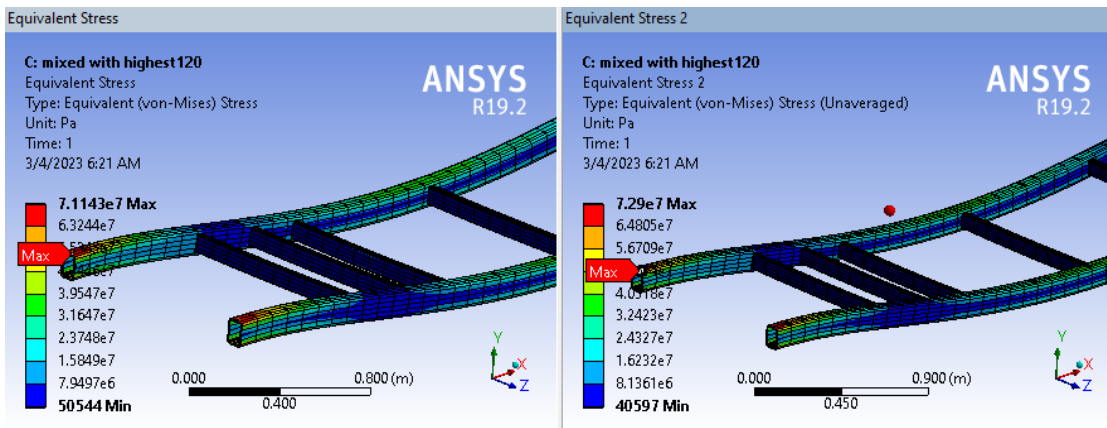 Equivalent Stress
C: mixed with highest120
Equivalent Stress
Type: Equivalent (von-Mises) Stress
Unit: Pa
Time: 1
3/4/2023 6:21 AM
ANSYS
R19.2
7.1143e7 Max
6.3244e7
Max
3.9547e7
3.1647e7
2.3748e7
1.5849e7
7.9497e6
50544 Min
0.000
0.800 (m)
0.400
Y
X
Z
Equivalent Stress 2
C: mixed with highest120
Equivalent Stress 2
Type: Equivalent (von-Mises) Stress (Unaveraged)
Unit: Pa
Time: 1
3/4/2023 6:21 AM
ANSYS
R19.2
7.29e7 Max
6.4805e7
5.6709e7
Max
3.2423e7
2.4327e7
1.6232e7
8.1361e6
40597 Min
0.000
0.900 (m)
0.450
Y
X
Z